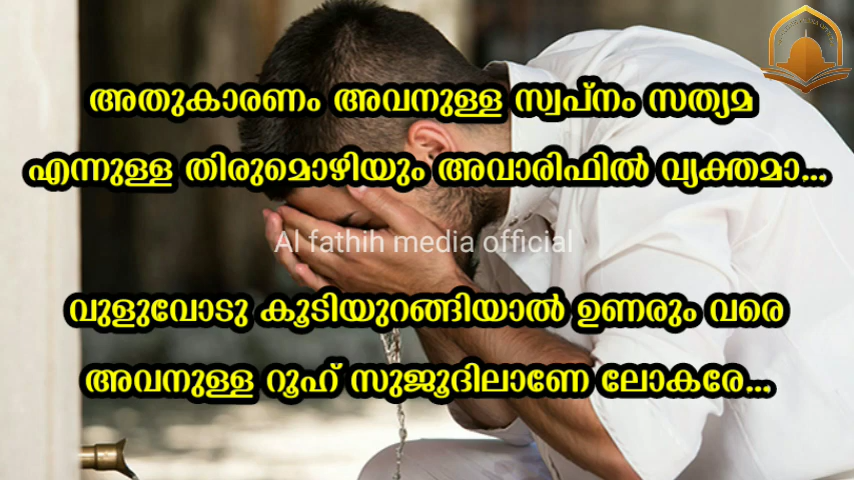 അതുകാരണം അവനുള്ള സ്വപ്നം സത്യമ
എന്നുള്ള തിരുമൊഴിയും അവാരിഫിൽ വ്യക്തമാ...
Al fathih media official
വുളുവോടു കൂടിയുറങ്ങിയാൽ ഉണരും വരെ
അവനുള്ള റൂഹ് സുജൂദിലാണേ ലോകരേ...